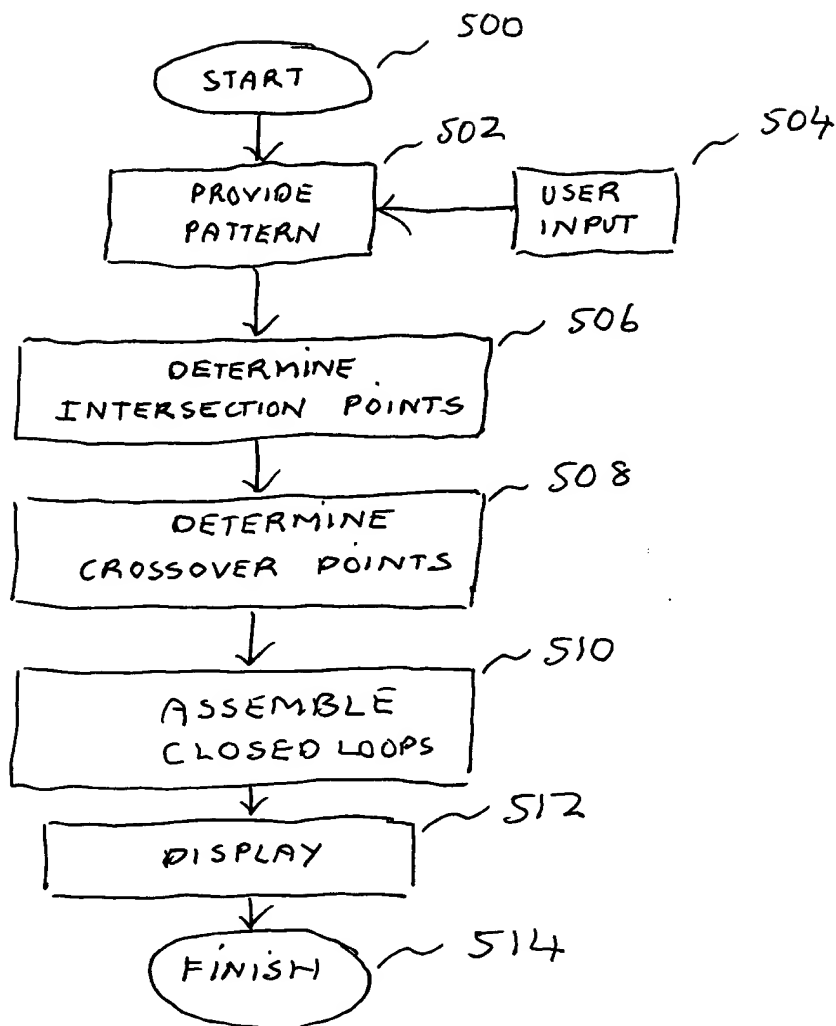 500
START
502
504
PROVIDE
PATTERN
USER
INPUT
506
DETERMINE
INTERSECTION POINTS
508
DETERMINE
CROSSOVER POINTS
510
ASSEMBLE
CLOSED LOOPS
512
DISPLAY
514
FINISH